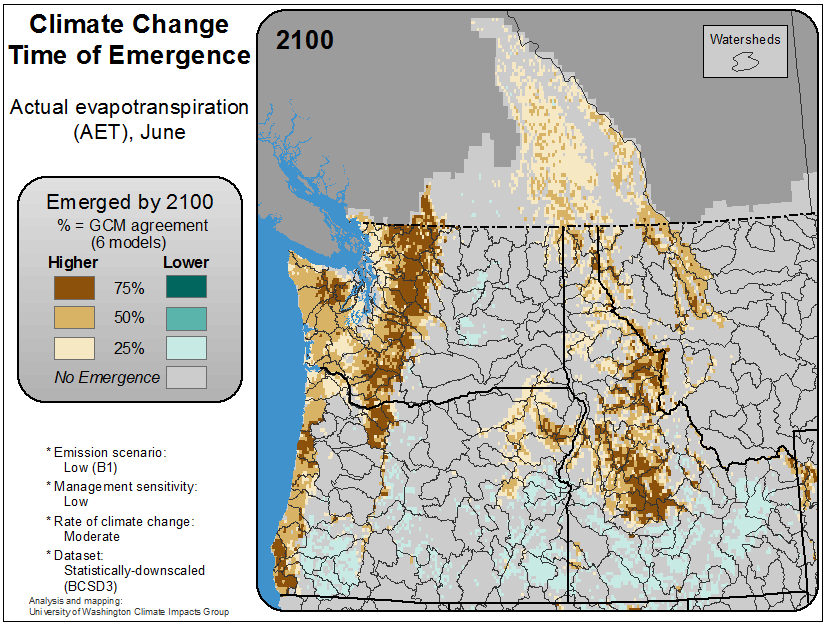 Climate Change
Time of Emergence
Actual evapotranspiration
(AET), June
Emerged by 2100
% = GCM agreement
(6 models)
Higher Lower
75%
50%
25%
No Emergence
* Emission scenario:
Low (B1)
* Management sensitivity:
Low
* Rate of climate change:
Moderate
* Dataset:
Statistically-downscaled
(BCSD3)
Analysis and mapping:
University of Washington Climate Impacts Group
2100
Watersheds